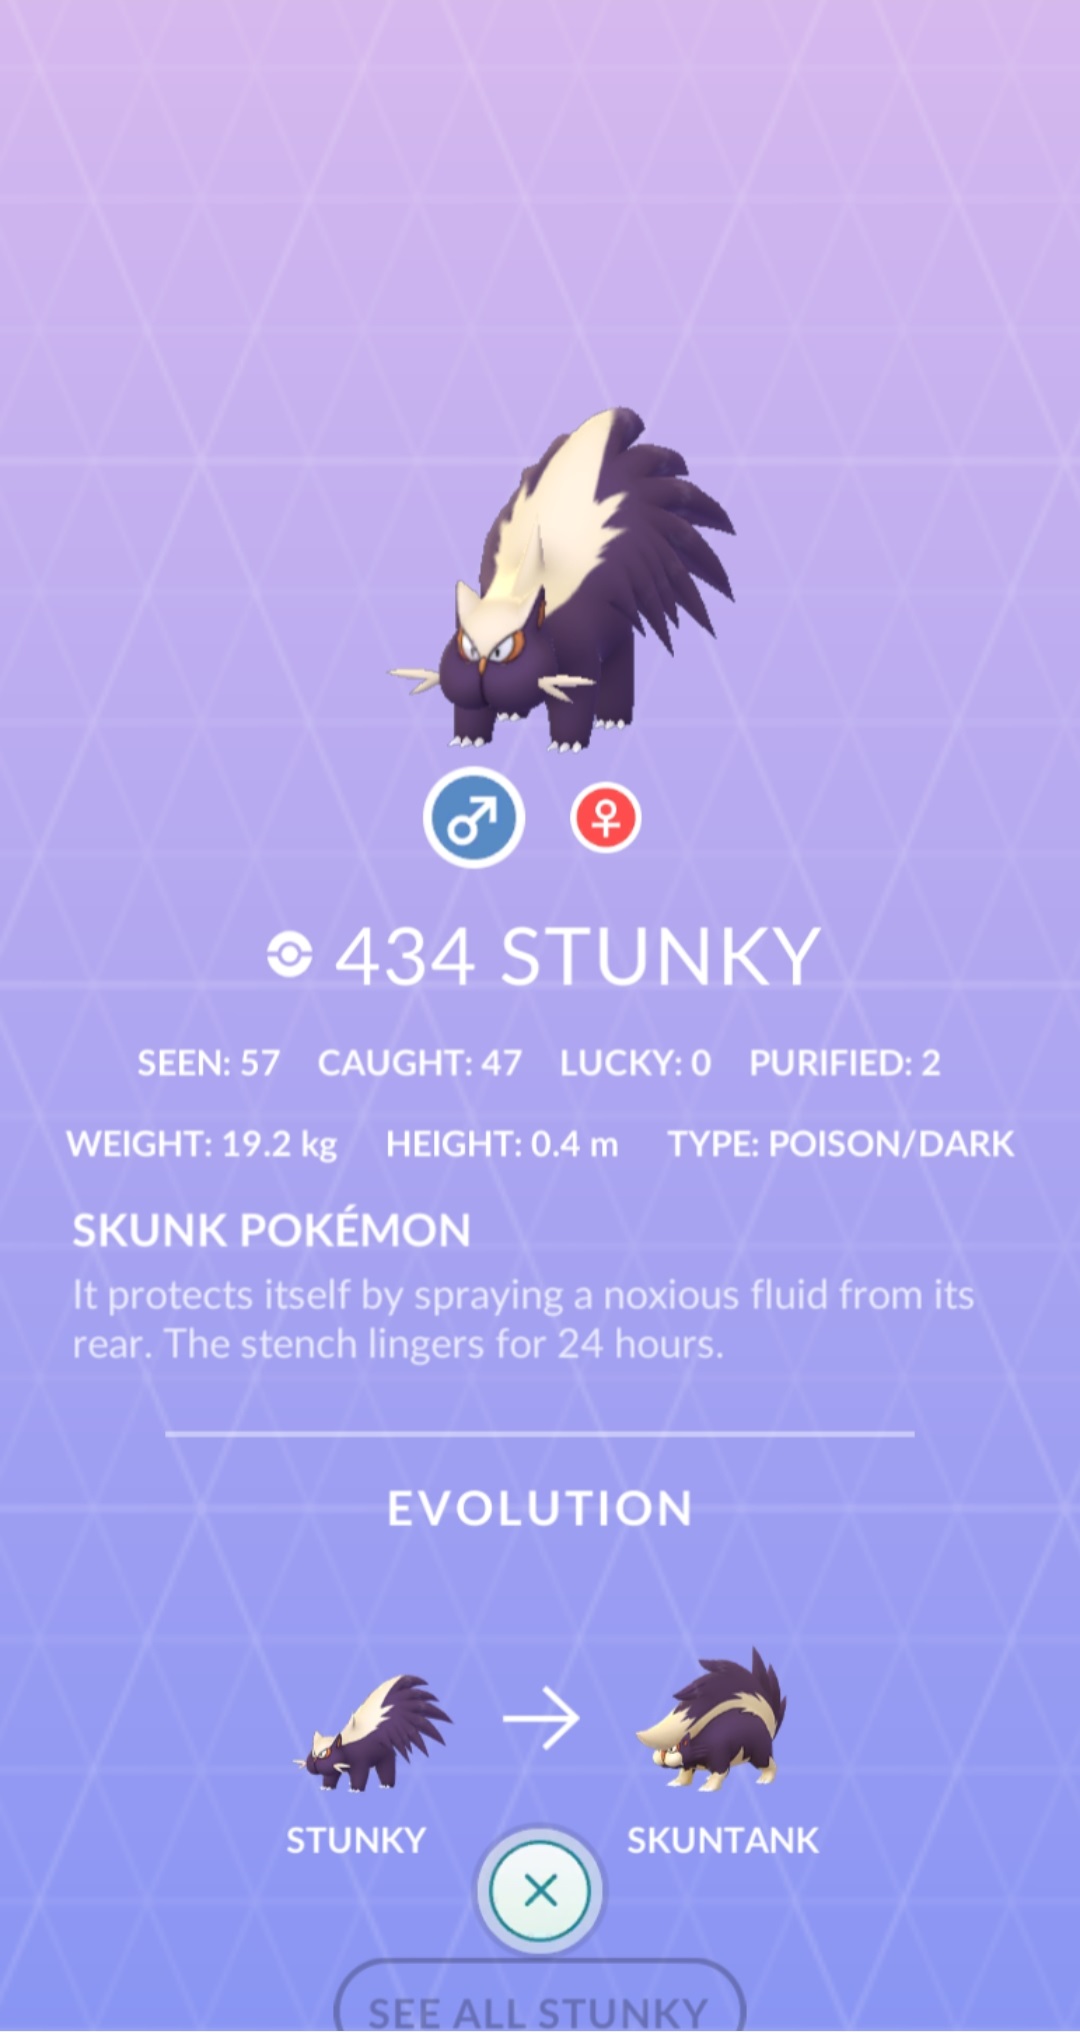 434 STUNKY
SEEN: 57 CAUGHT: 47 LUCKY: 0 PURIFIED: 2
WEIGHT: 19.2 kg HEIGHT: 0.4 m TYPE: POISON/DARK
SKUNK POKÉMON
It protects itself by spraying a noxious fluid from its
rear. The stench lingers for 24 hours.
EVOLUTION
STUNKY SKUNTANK
SEE ALL STUNKY